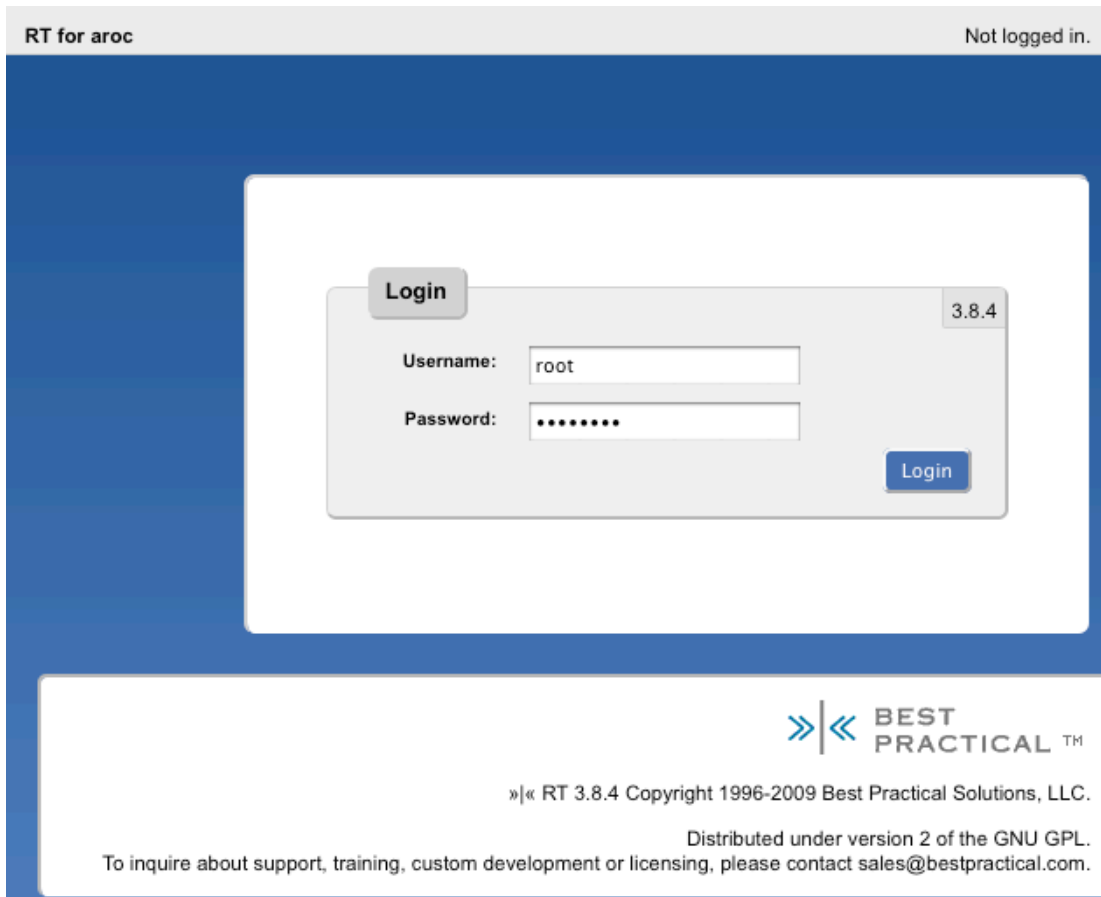 RT for aroc
Not logged in.
Login
3.8.4
Username:
root
Password:
••••••••
Login
BEST
PRACTICAL ™
»|« RT 3.8.4 Copyright 1996-2009 Best Practical Solutions, LLC.
Distributed under version 2 of the GNU GPL.
To inquire about support, training, custom development or licensing, please contact sales@bestpractical.com.